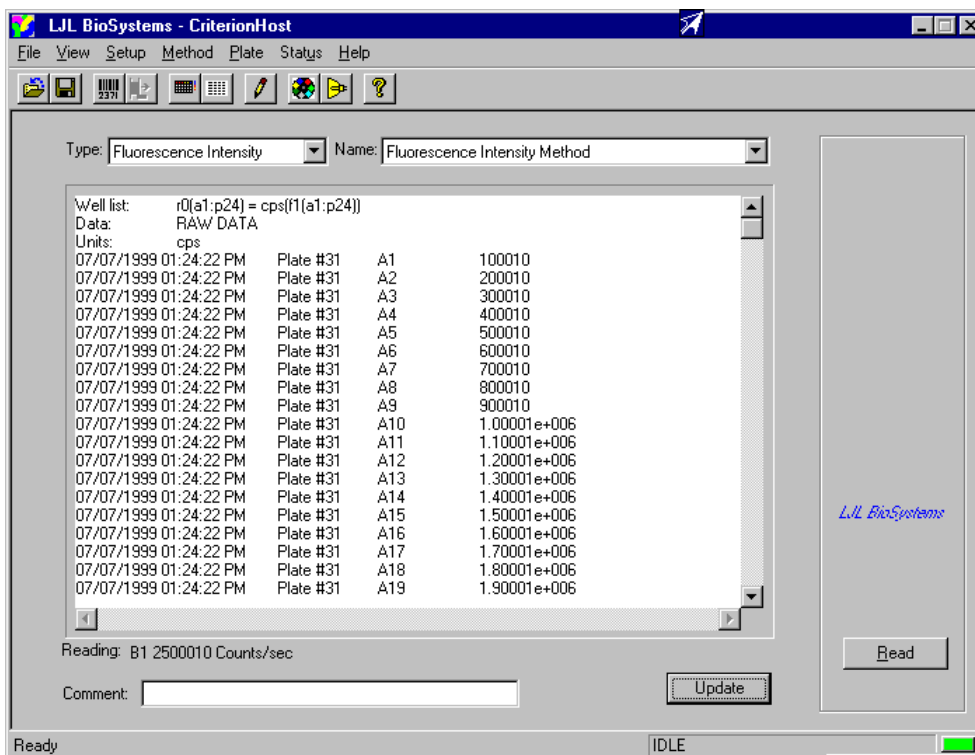 LJL BioSystems - CriterionHost
File View Setup Method Plate Status Help
2371
Type: Fluorescence Intensity Name: Fluorescence Intensity Method
Well list: r0(a1:p24) = cps(f1(a1:p24))
Data: RAW DATA
Units: cps
07/07/1999 01:24:22 PM Plate #31 A1 100010
07/07/1999 01:24:22 PM Plate #31 A2 200010
07/07/1999 01:24:22 PM Plate #31 A3 300010
07/07/1999 01:24:22 PM Plate #31 A4 400010
07/07/1999 01:24:22 PM Plate #31 A5 500010
07/07/1999 01:24:22 PM Plate #31 A6 600010
07/07/1999 01:24:22 PM Plate #31 A7 700010
07/07/1999 01:24:22 PM Plate #31 A8 800010
07/07/1999 01:24:22 PM Plate #31 A9 900010
07/07/1999 01:24:22 PM Plate #31 A10 1.00001e+006
07/07/1999 01:24:22 PM Plate #31 A11 1.10001e+006
07/07/1999 01:24:22 PM Plate #31 A12 1.20001e+006
07/07/1999 01:24:22 PM Plate #31 A13 1.30001e+006
07/07/1999 01:24:22 PM Plate #31 A14 1.40001e+006
07/07/1999 01:24:22 PM Plate #31 A15 1.50001e+006
07/07/1999 01:24:22 PM Plate #31 A16 1.60001e+006
07/07/1999 01:24:22 PM Plate #31 A17 1.70001e+006
07/07/1999 01:24:22 PM Plate #31 A18 1.80001e+006
07/07/1999 01:24:22 PM Plate #31 A19 1.90001e+006
LJL BioSystems
Reading: B1 2500010 Counts/sec
Read
Comment:
Update
Ready IDLE